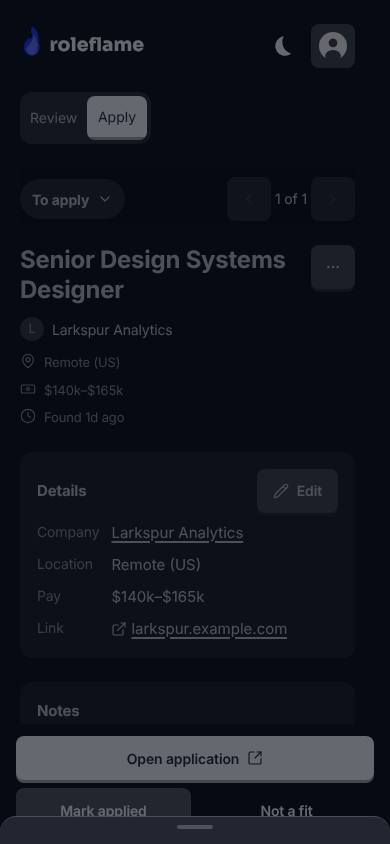 roleflame
Review Apply
To apply
1 of 1
Senior Design Systems
Designer
...
L Larkspur Analytics
Remote (US)
$140k–$165k
Found 1d ago
Details
Edit
Company Larkspur Analytics
Location Remote (US)
Pay $140k–$165k
Link larkspur.example.com
Notes
Open application
Mark applied Not a fit